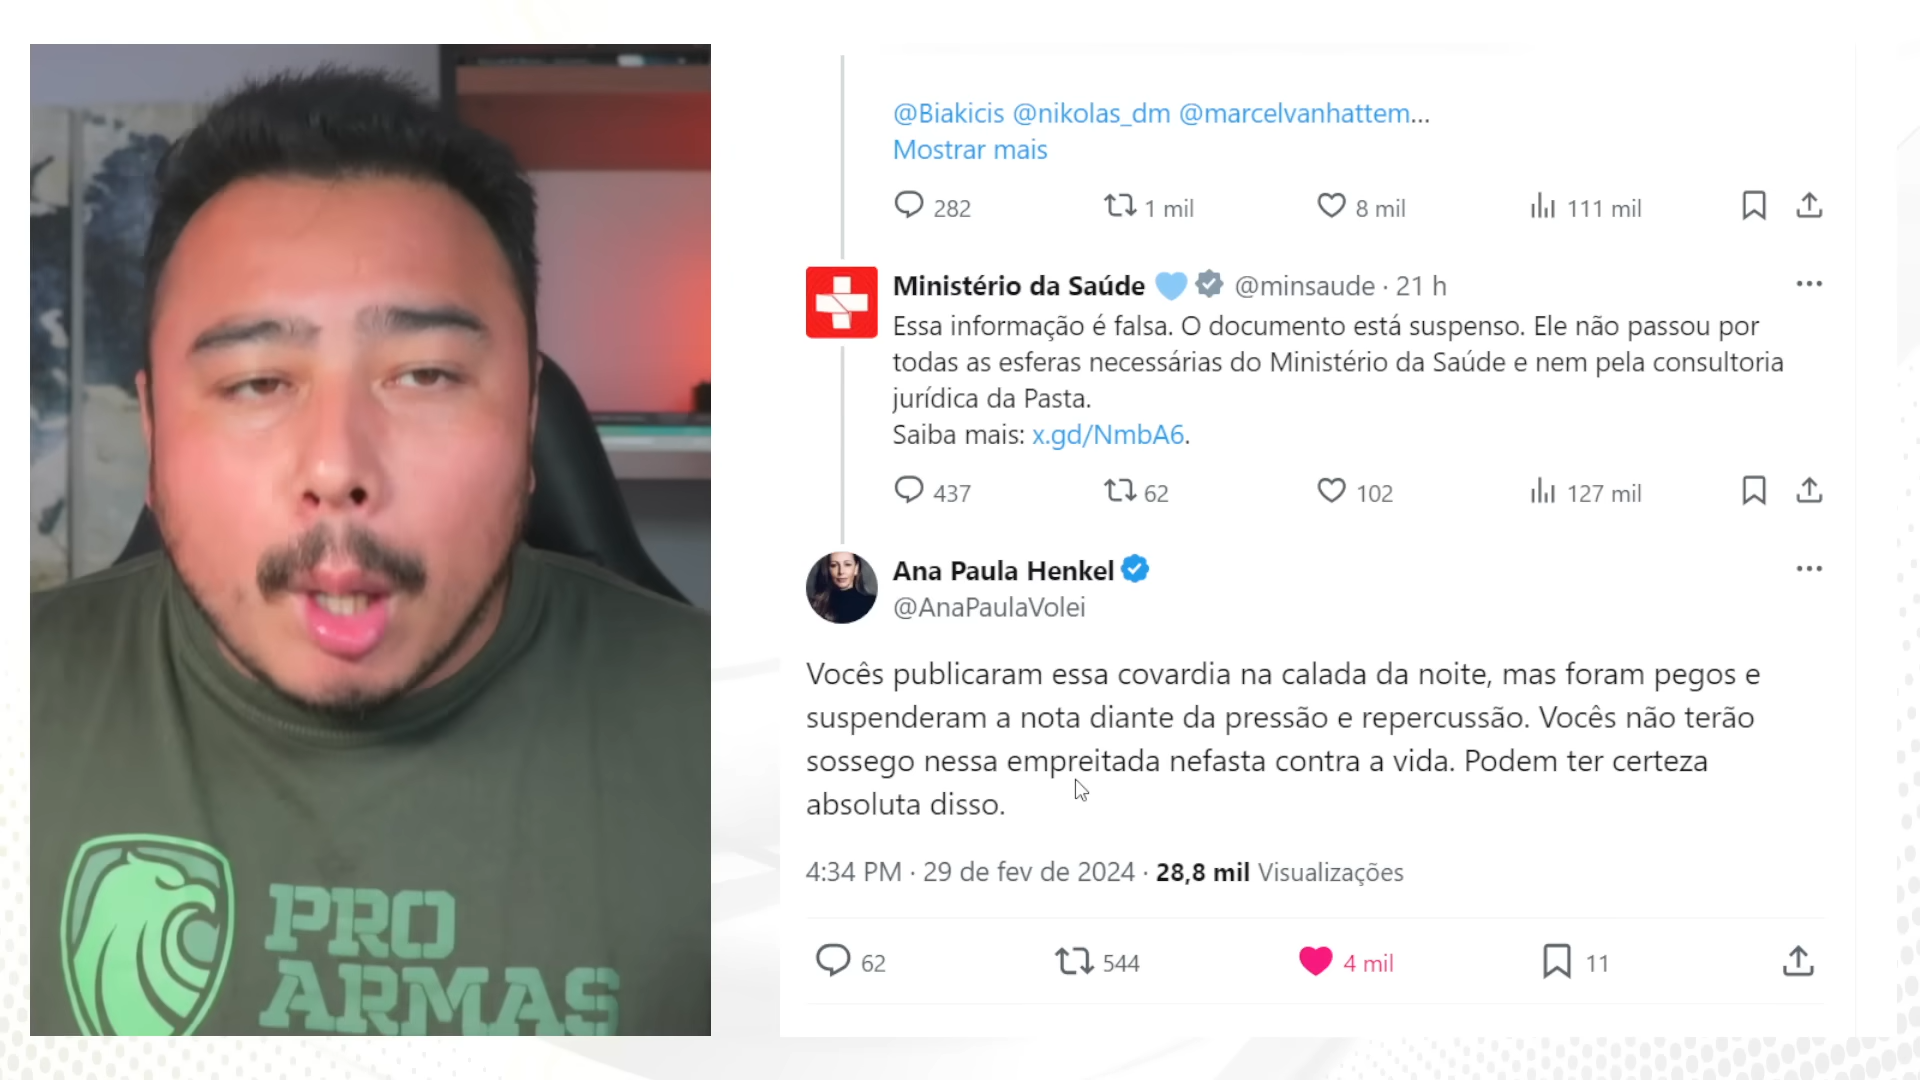 @Biakicis @nikolas_dm @marcelvanhattem...
Mostrar mais
282 1 mil 8 mil 111 mil
Ministério da Saúde @minsaude · 21 h
Essa informação é falsa. O documento está suspenso. Ele não passou por
todas as esferas necessárias do Ministério da Saúde e nem pela consultoria
jurídica da Pasta.
Saiba mais: x.gd/NmbA6.
437 62 102 127 mil
Ana Paula Henkel
@AnaPaulaVolei
Vocês publicaram essa covardia na calada da noite, mas foram pegos e
suspenderam a nota diante da pressão e repercussão. Vocês não terão
sossego nessa empreitada nefasta contra a vida. Podem ter certeza
absoluta disso.
4:34 PM · 29 de fev de 2024 · 28,8 mil Visualizações
62 544 4 mil 11
PRO
ARMAS